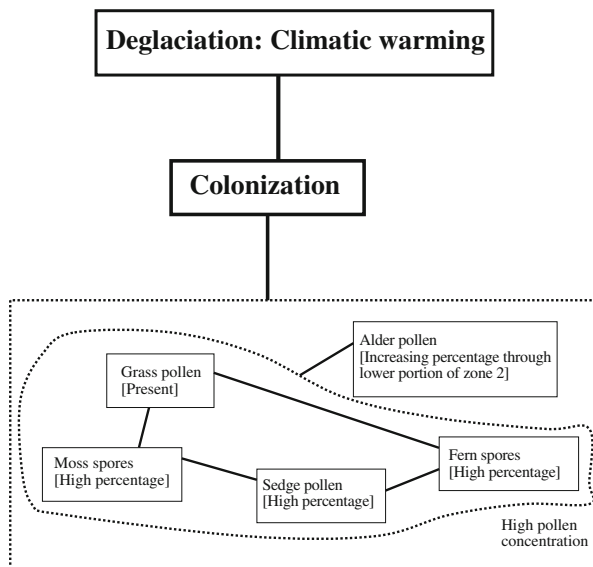 Deglaciation: Climatic warming
Colonization
Alder pollen
[Increasing percentage through
lower portion of zone 2]
Grass pollen
[Present]
Moss spores
[High percentage]
Sedge pollen
[High percentage]
Fern spores
[High percentage]
High pollen
concentration